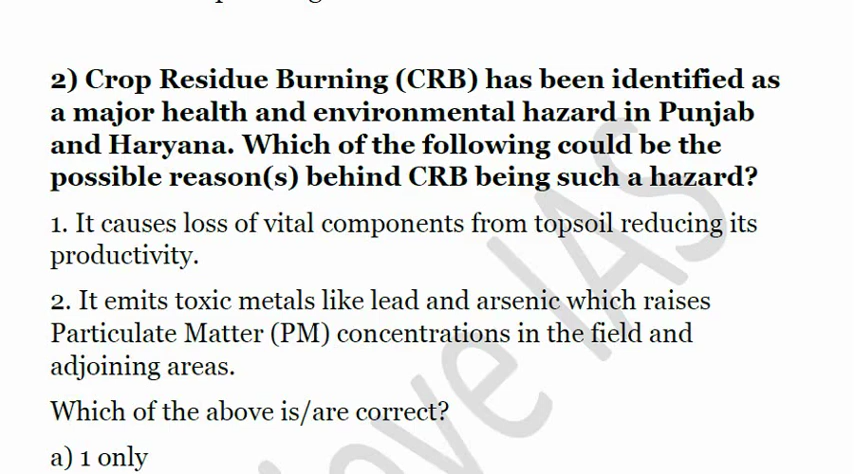 2) Crop Residue Burning (CRB) has been identified as
a major health and environmental hazard in Punjab
and Haryana. Which of the following could be the
possible reason(s) behind CRB being such a hazard?
1. It causes loss of vital components from topsoil reducing its
productivity.
2. It emits toxic metals like lead and arsenic which raises
Particulate Matter (PM) concentrations in the field and
adjoining areas.
Which of the above is/are correct?
a) 1 only